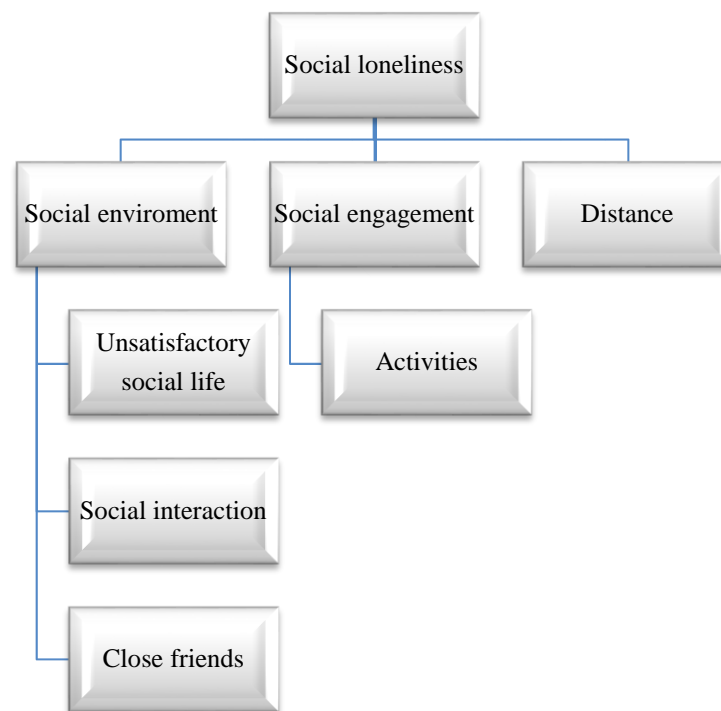 Social loneliness
Social enviroment
Social engagement
Distance
Unsatisfactory
social life
Activities
Social interaction
Close friends